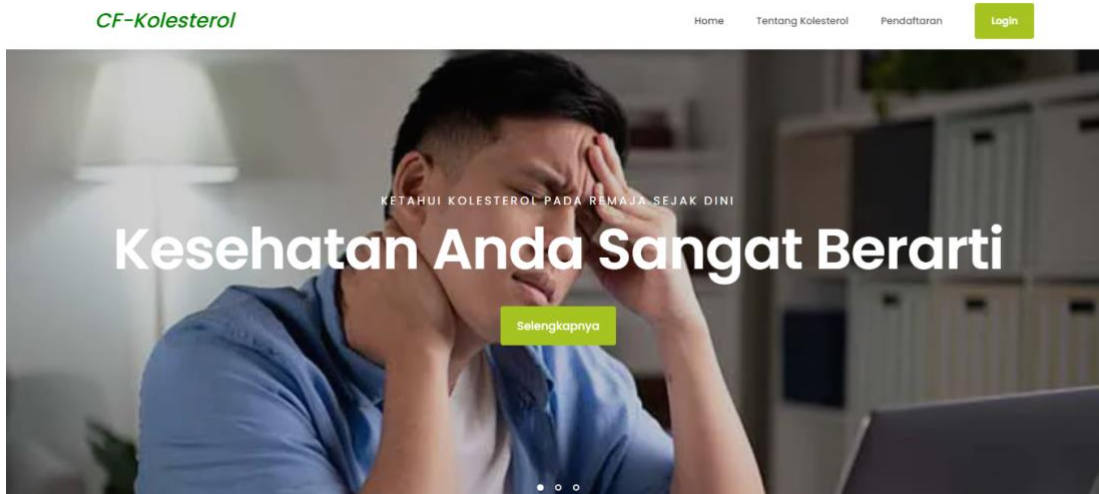 CF-Kolesterol
Home Tentang Kolesterol Pendaftaran Login
KETAHUI KOLESTEROL PADA REMAJA SEJAK DINI
Kesehatan Anda Sangat Berarti
Selengkapnya